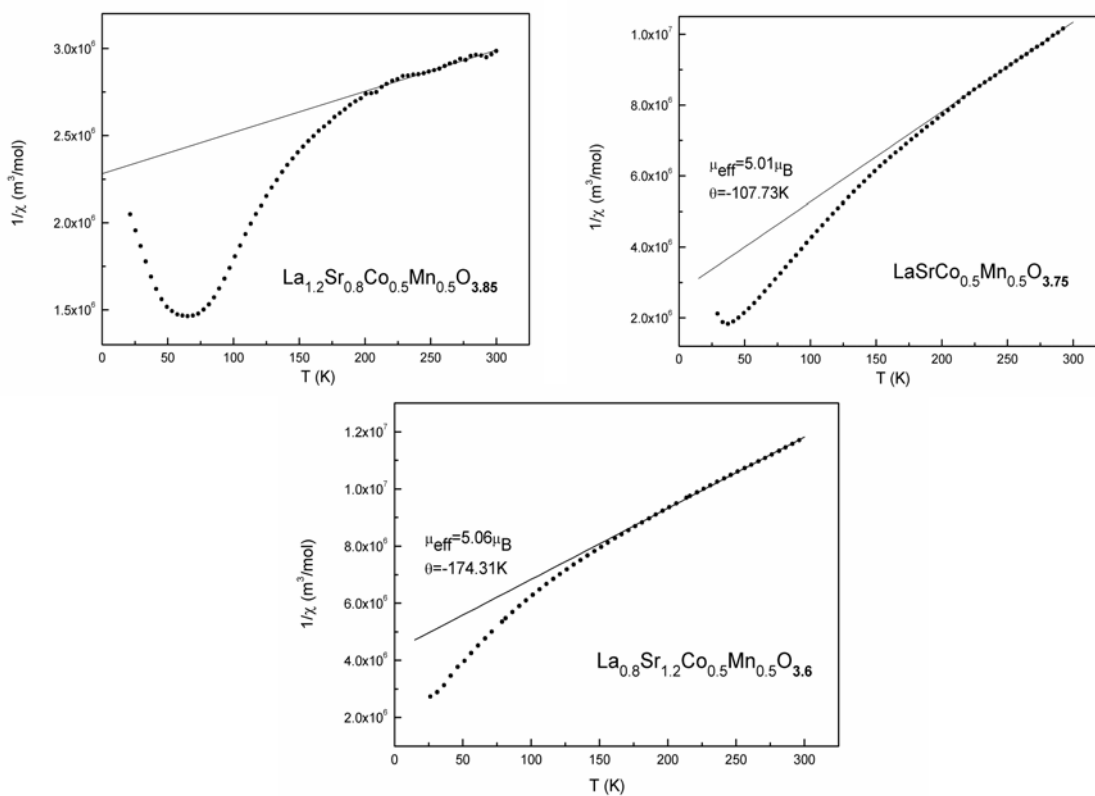 3.0x10⁶
2.5x10⁶
2.0x10⁶
1.5x10⁶
1/χ (m³/mol)
La₁.₂Sr₀.₈Co₀.₅Mn₀.₅O₃.₈₅
0 50 100 150 200 250 300
T (K)
1.0x10⁷
8.0x10⁶
6.0x10⁶
4.0x10⁶
2.0x10⁶
1/χ (m³/mol)
μeff=5.01μB
θ=-107.73K
LaSrCo₀.₅Mn₀.₅O₃.₇₅
0 50 100 150 200 250 300
T (K)
1.2x10⁷
1.0x10⁷
8.0x10⁶
6.0x10⁶
4.0x10⁶
2.0x10⁶
1/χ (m³/mol)
μeff=5.06μB
θ=-174.31K
La₀.₈Sr₁.₂Co₀.₅Mn₀.₅O₃.₆
0 50 100 150 200 250 300
T (K)